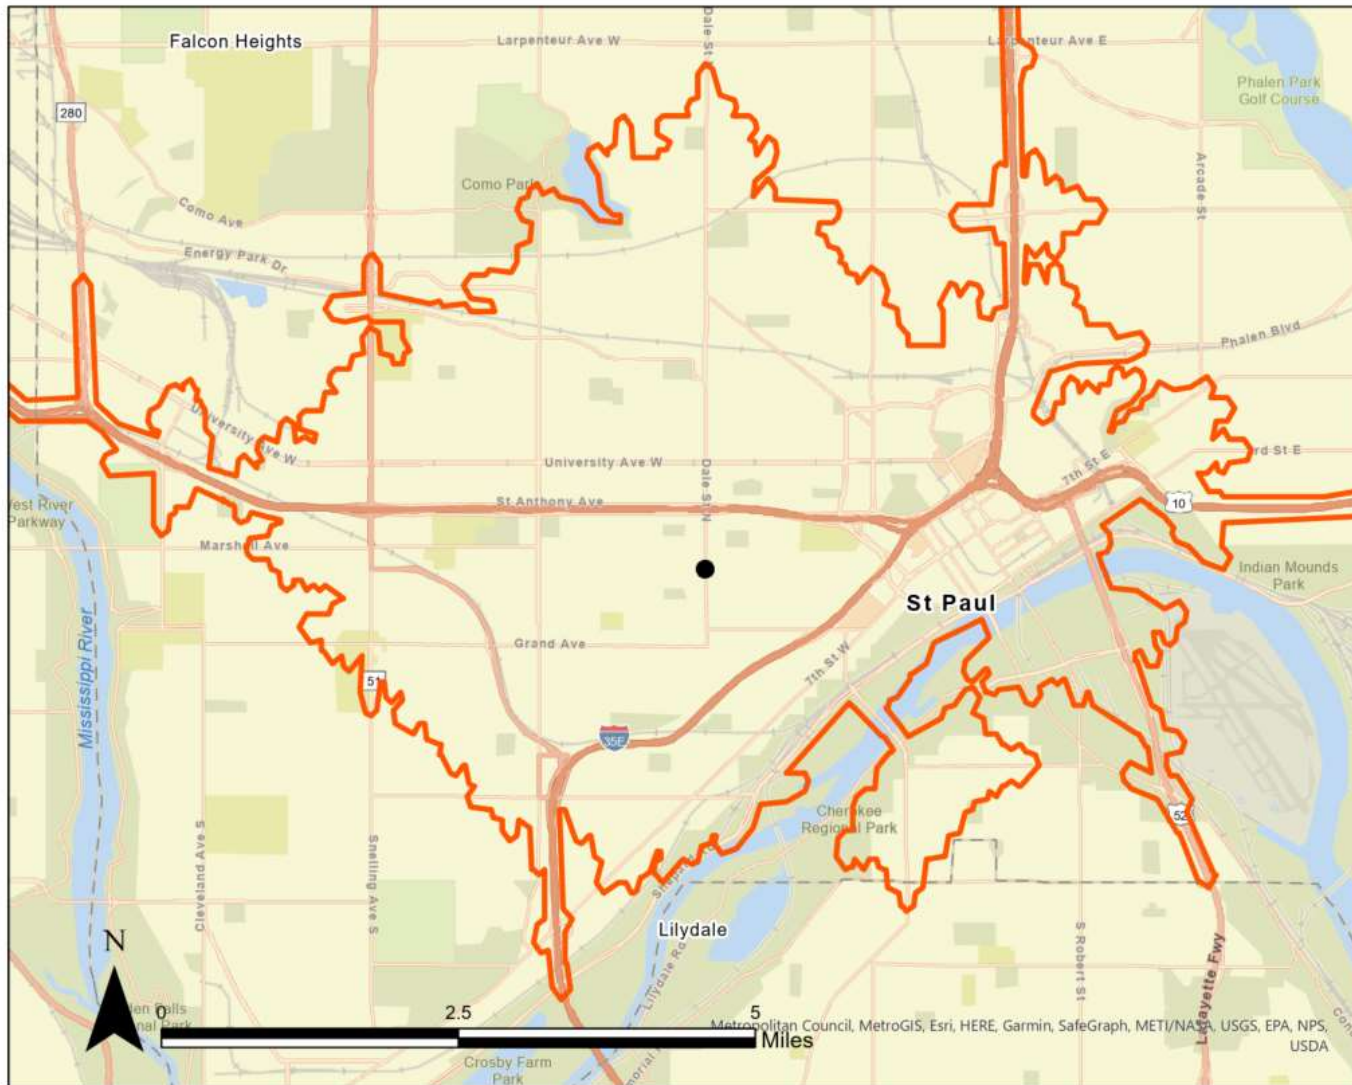 Falcon Heights
Larpenteur Ave W
Dale St N
Larpenteur Ave E
Phalen Park
Golf Course
280
Como Park
Arcade St
Como Ave
Energy Park Dr
Phalen Blvd
University Ave W
University Ave W
Dale St N
7th St E
rd St E
West River
Parkway
St Anthony Ave
10
Marshall Ave
Indian Mounds
Park
St Paul
Grand Ave
7th St W
51
Mississippi River
35E
Cherokee
Regional Park
52
Cleveland Ave S
Snelling Ave S
Lilydale
Lilydale Rd
S Robert St
Lafayette Fwy
N
0
2.5
5
Miles
Crosby Farm
Park
Metropolitan Council, MetroGIS, Esri, HERE, Garmin, SafeGraph, METI/NASA, USGS, EPA, NPS,
USDA